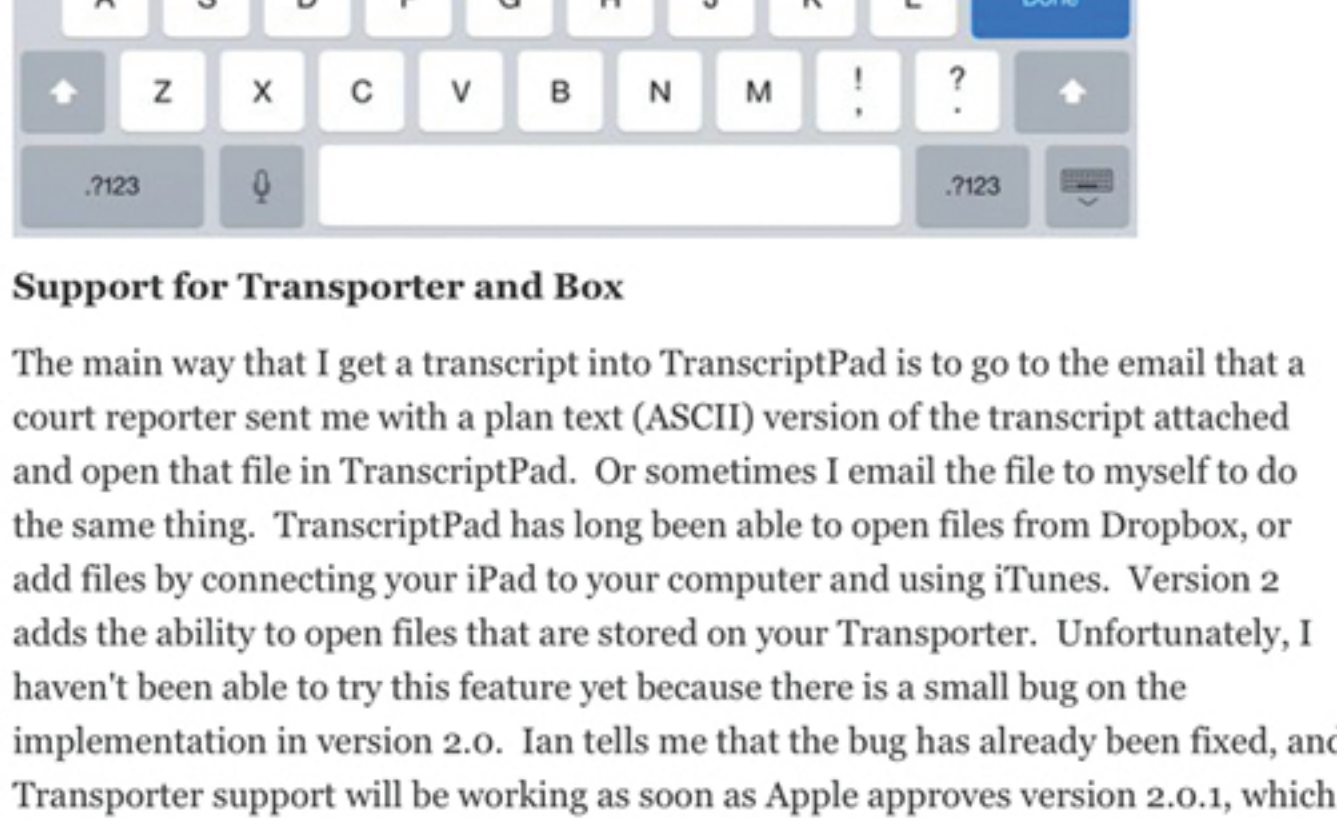 A S D F G H J K L Done
Z X C V B N M ! , ? .
.?123 .?123
Support for Transporter and Box
The main way that I get a transcript into TranscriptPad is to go to the email that a
court reporter sent me with a plan text (ASCII) version of the transcript attached
and open that file in TranscriptPad. Or sometimes I email the file to myself to do
the same thing. TranscriptPad has long been able to open files from Dropbox, or
add files by connecting your iPad to your computer and using iTunes. Version 2
adds the ability to open files that are stored on your Transporter. Unfortunately, I
haven't been able to try this feature yet because there is a small bug on the
implementation in version 2.0. Ian tells me that the bug has already been fixed, and
Transporter support will be working as soon as Apple approves version 2.0.1, which